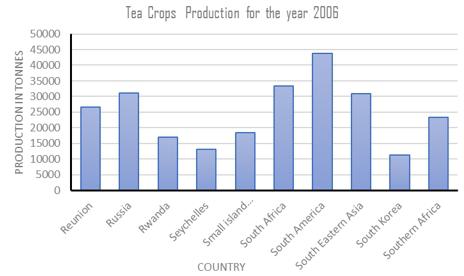 Tea Crops Production for the year 2006
PRODUCTION IN TONNES
50000
45000
40000
35000
30000
25000
20000
15000
10000
5000
0
Reunion
Russia
Rwanda
Seychelles
Small island...
South Africa
South America
South Eastern Asia
South Korea
Southern Africa
COUNTRY